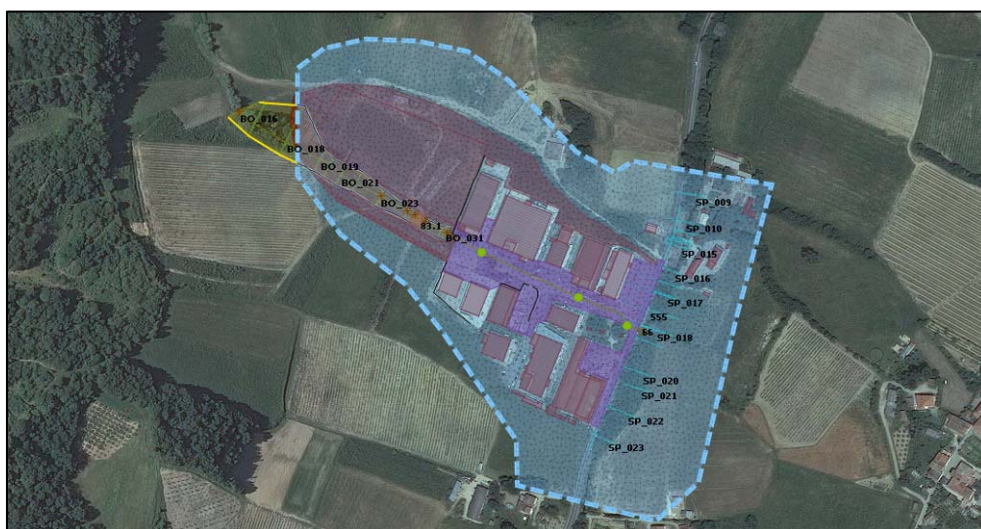 BO_016
BO_018
BO_019
BO_021
BO_023
83.1
BO_031
SP_009
SP_010
SP_015
SP_016
SP_017
555
66
SP_018
SP_020
SP_021
SP_022
SP_023